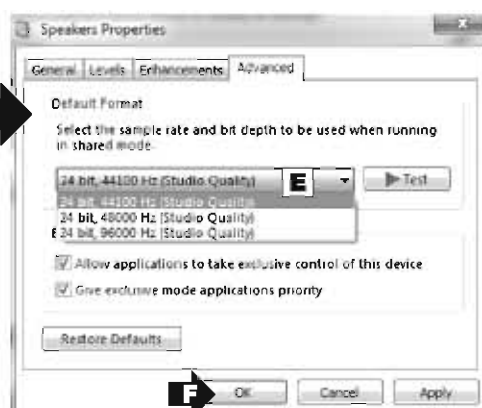 Speakers Properties
General Levels Enhancements Advanced
Default Format
Select the sample rate and bit depth to be used when running
in shared mode.
24 bit, 44100 Hz (Studio Quality) E Test
24 bit, 44100 Hz (Studio Quality)
24 bit, 48000 Hz (Studio Quality)
24 bit, 96000 Hz (Studio Quality)
Allow applications to take exclusive control of this device
Give exclusive mode applications priority
Restore Defaults
F OK Cancel Apply